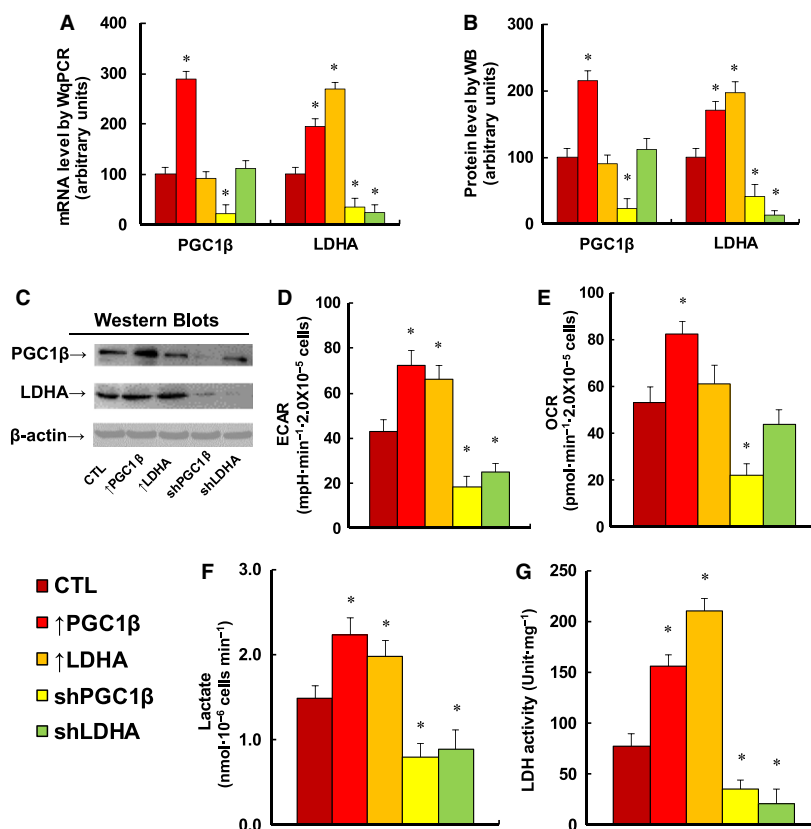 A
mRNA level by WqPCR
(arbitrary units)
400
300
200
100
0
*
*
*
*
*
*
PGC1β
LDHA
B
Protein level by WB
(arbitrary units)
300
200
100
0
*
*
*
*
*
*
PGC1β
LDHA
C
Western Blots
PGC1β→
LDHA→
β-actin→
CTL
↑PGC1β
↑LDHA
shPGC1β
shLDHA
D
ECAR
(mpH·min⁻¹·2.0X10⁻⁵ cells)
100
80
60
40
20
0
*
*
*
*
E
OCR
(pmol·min⁻¹·2.0X10⁻⁵ cells)
100
80
60
40
20
0
*
*
CTL
↑PGC1β
↑LDHA
shPGC1β
shLDHA
F
Lactate
(nmol·10⁻⁶ cells min⁻¹)
3.0
2.0
1.0
0.0
*
*
*
*
G
LDH activity (Unit·mg⁻¹)
250
200
150
100
50
0
*
*
*
*